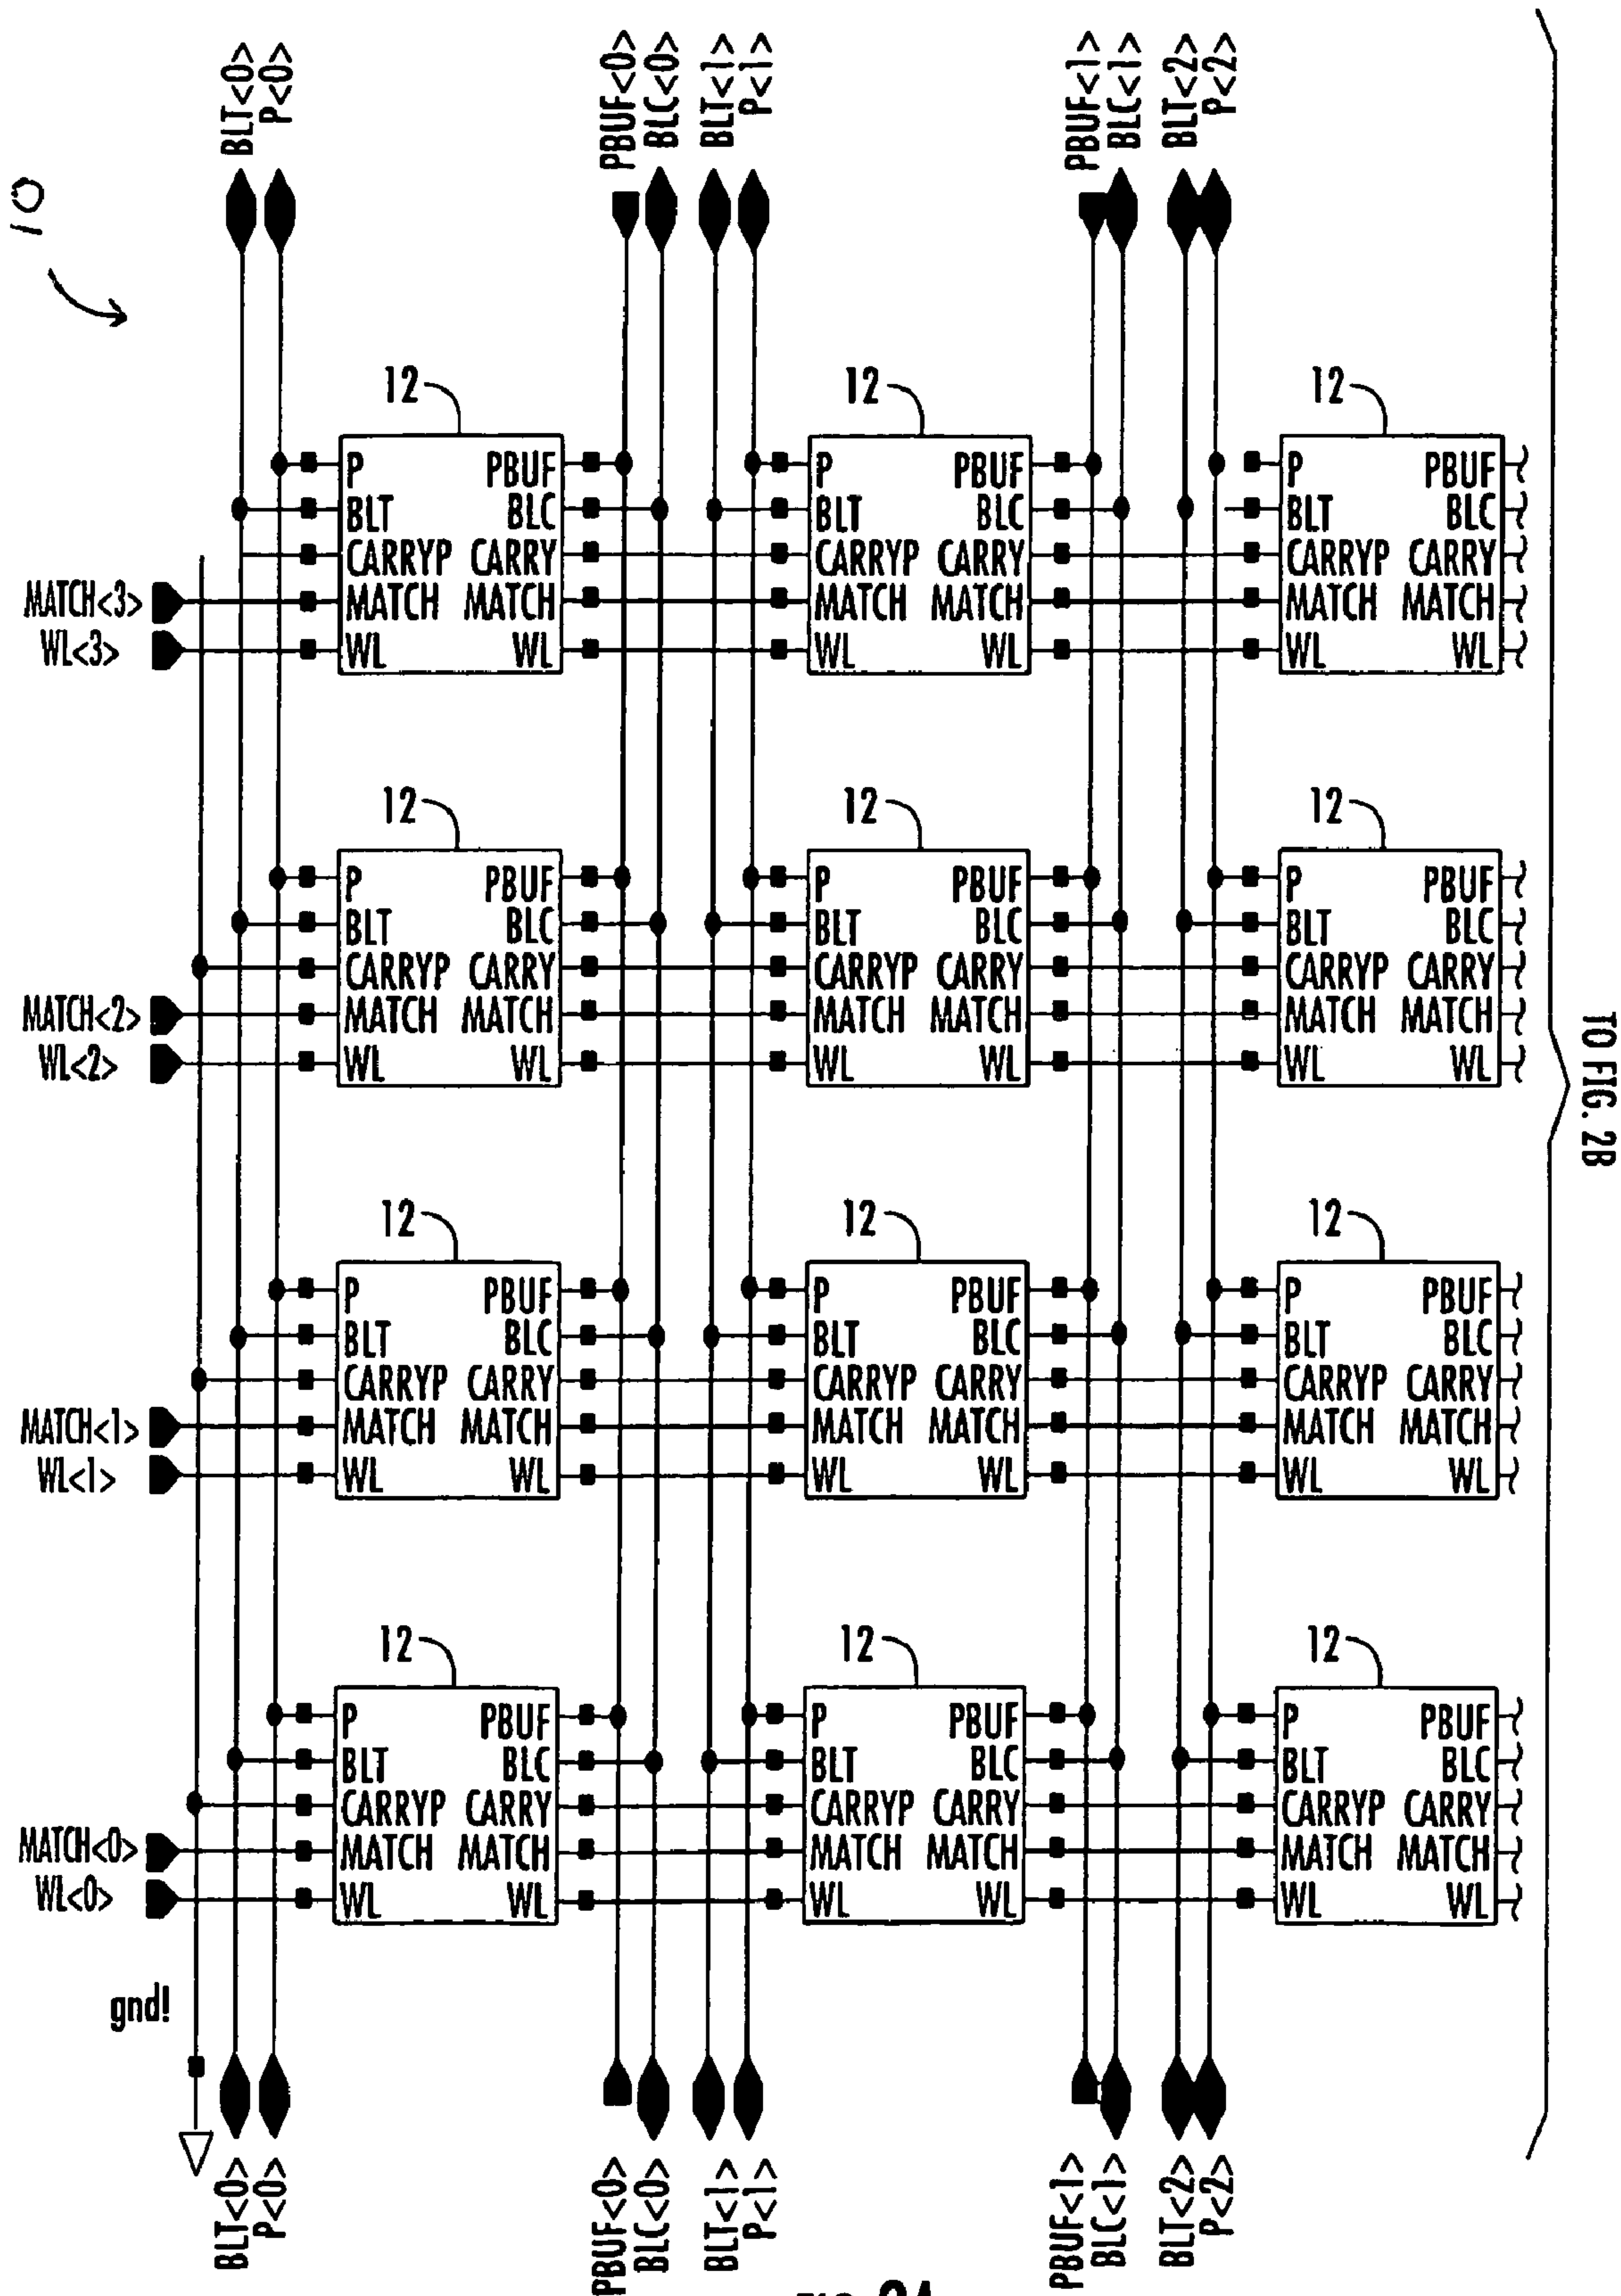 10
BLT<0>
P<0>
PBUF<0>
BLC<0>
BLT<1>
P<1>
PBUF<1>
BLC<1>
BLT<2>
P<2>
12 12 12
P PBUF P PBUF P PBUF
BLT BLC BLT BLC BLT BLC
CARRYP CARRY CARRYP CARRY CARRYP CARRY
MATCH<3> MATCH MATCH MATCH MATCH MATCH MATCH
WL<3> WL WL WL WL WL WL
12 12 12
P PBUF P PBUF P PBUF
BLT BLC BLT BLC BLT BLC
CARRYP CARRY CARRYP CARRY CARRYP CARRY
MATCH<2> MATCH MATCH MATCH MATCH MATCH MATCH
WL<2> WL WL WL WL WL WL
TO FIG. 2B
12 12 12
P PBUF P PBUF P PBUF
BLT BLC BLT BLC BLT BLC
CARRYP CARRY CARRYP CARRY CARRYP CARRY
MATCH<1> MATCH MATCH MATCH MATCH MATCH MATCH
WL<1> WL WL WL WL WL WL
12 12 12
P PBUF P PBUF P PBUF
BLT BLC BLT BLC BLT BLC
CARRYP CARRY CARRYP CARRY CARRYP CARRY
MATCH<0> MATCH MATCH MATCH MATCH MATCH MATCH
WL<0> WL WL WL WL WL WL
gnd!
BLT<0>
P<0>
PBUF<0>
BLC<0>
BLT<1>
P<1>
PBUF<1>
BLC<1>
BLT<2>
P<2>